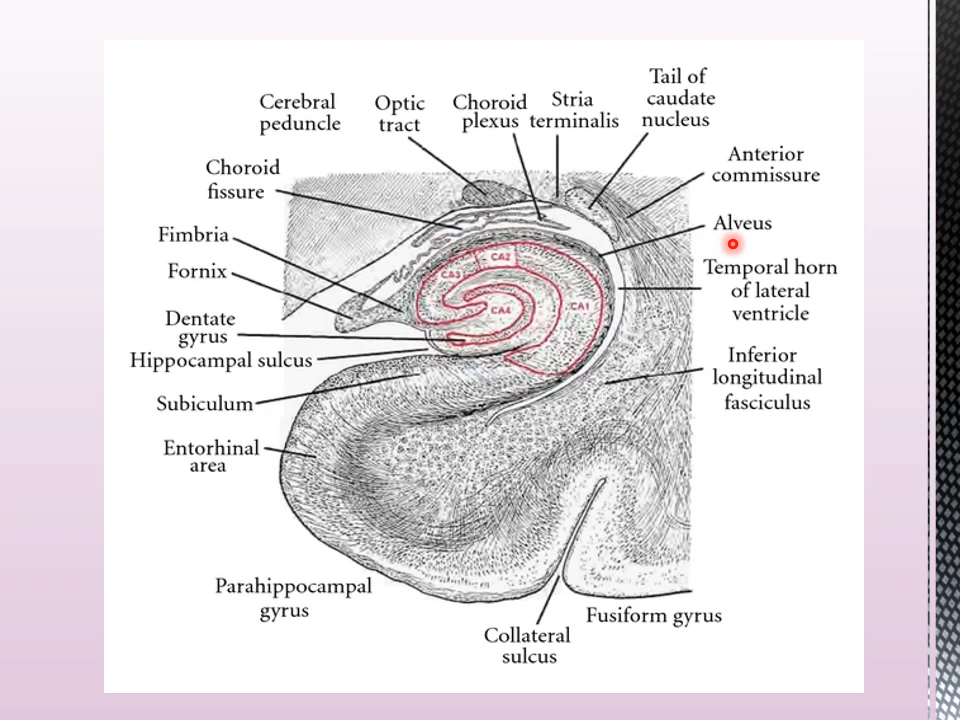 Cerebral
peduncle
Optic
tract
Choroid
plexus
Stria
terminalis
Tail of
caudate
nucleus
Choroid
fissure
Anterior
commissure
Fimbria
Alveus
Fornix
Temporal horn
of lateral
ventricle
CA2
CA3
CA4
CA1
Dentate
gyrus
Hippocampal sulcus
Inferior
longitudinal
fasciculus
Subiculum
Entorhinal
area
Parahippocampal
gyrus
Fusiform gyrus
Collateral
sulcus